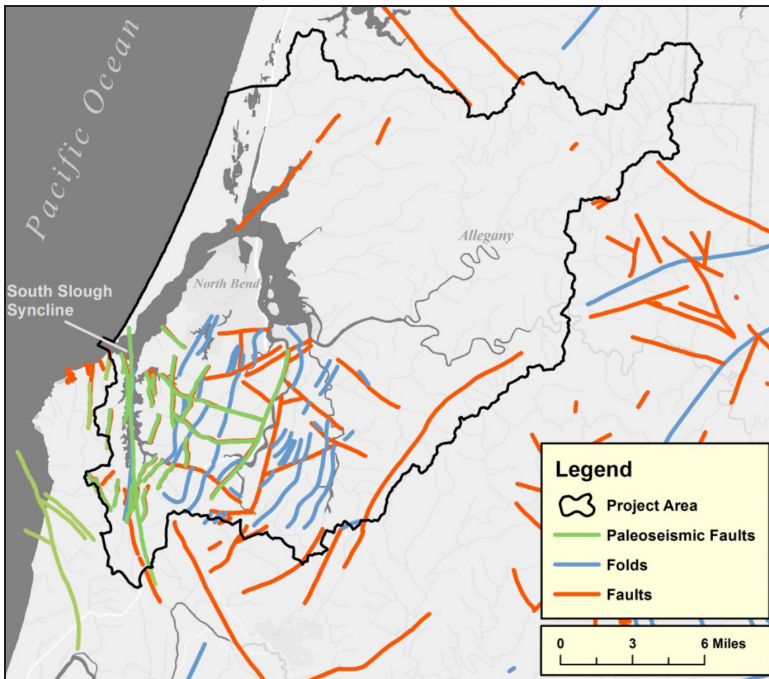 Pacific Ocean
Allegany
South Slough
Syncline
North Bend
Legend
Project Area
Paleoseismic Faults
Folds
Faults
0 3 6 Miles